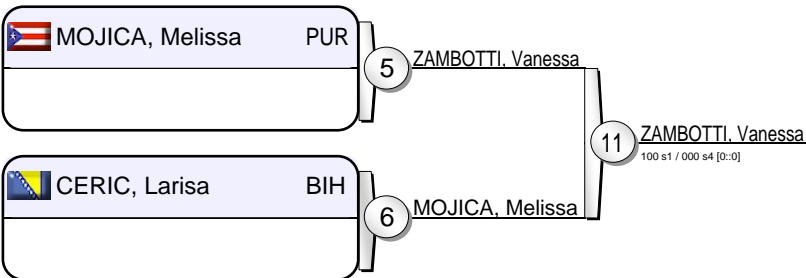 MOJICA, Melissa PUR
5 ZAMBOTTI, Vanessa
11 ZAMBOTTI, Vanessa
100 s1 / 000 s4 [0::0]
CERIC, Larisa BIH
6 MOJICA, Melissa